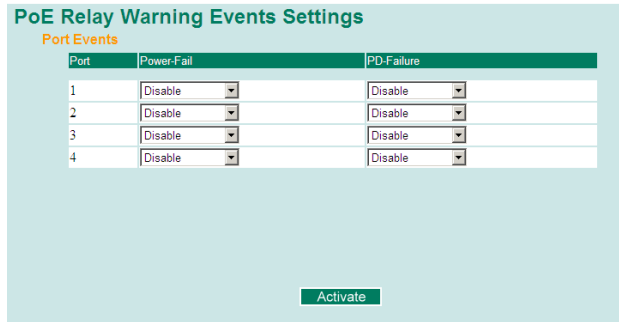 PoE Relay Warning Events Settings
Port Events
Port Power-Fail PD-Failure
1 Disable Disable
2 Disable Disable
3 Disable Disable
4 Disable Disable
Activate